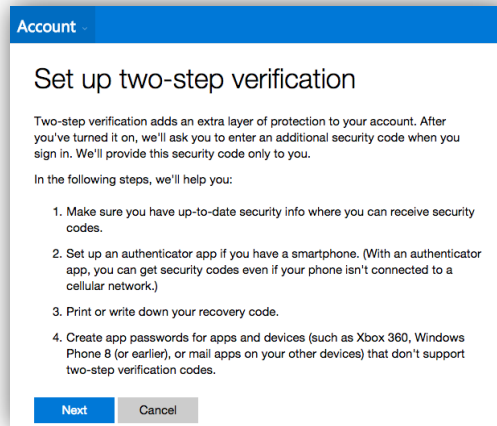 Account
Set up two-step verification
Two-step verification adds an extra layer of protection to your account. After
you've turned it on, we'll ask you to enter an additional security code when you
sign in. We'll provide this security code only to you.
In the following steps, we'll help you:
1. Make sure you have up-to-date security info where you can receive security
codes.
2. Set up an authenticator app if you have a smartphone. (With an authenticator
app, you can get security codes even if your phone isn't connected to a
cellular network.)
3. Print or write down your recovery code.
4. Create app passwords for apps and devices (such as Xbox 360, Windows
Phone 8 (or earlier), or mail apps on your other devices) that don't support
two-step verification codes.
Next Cancel